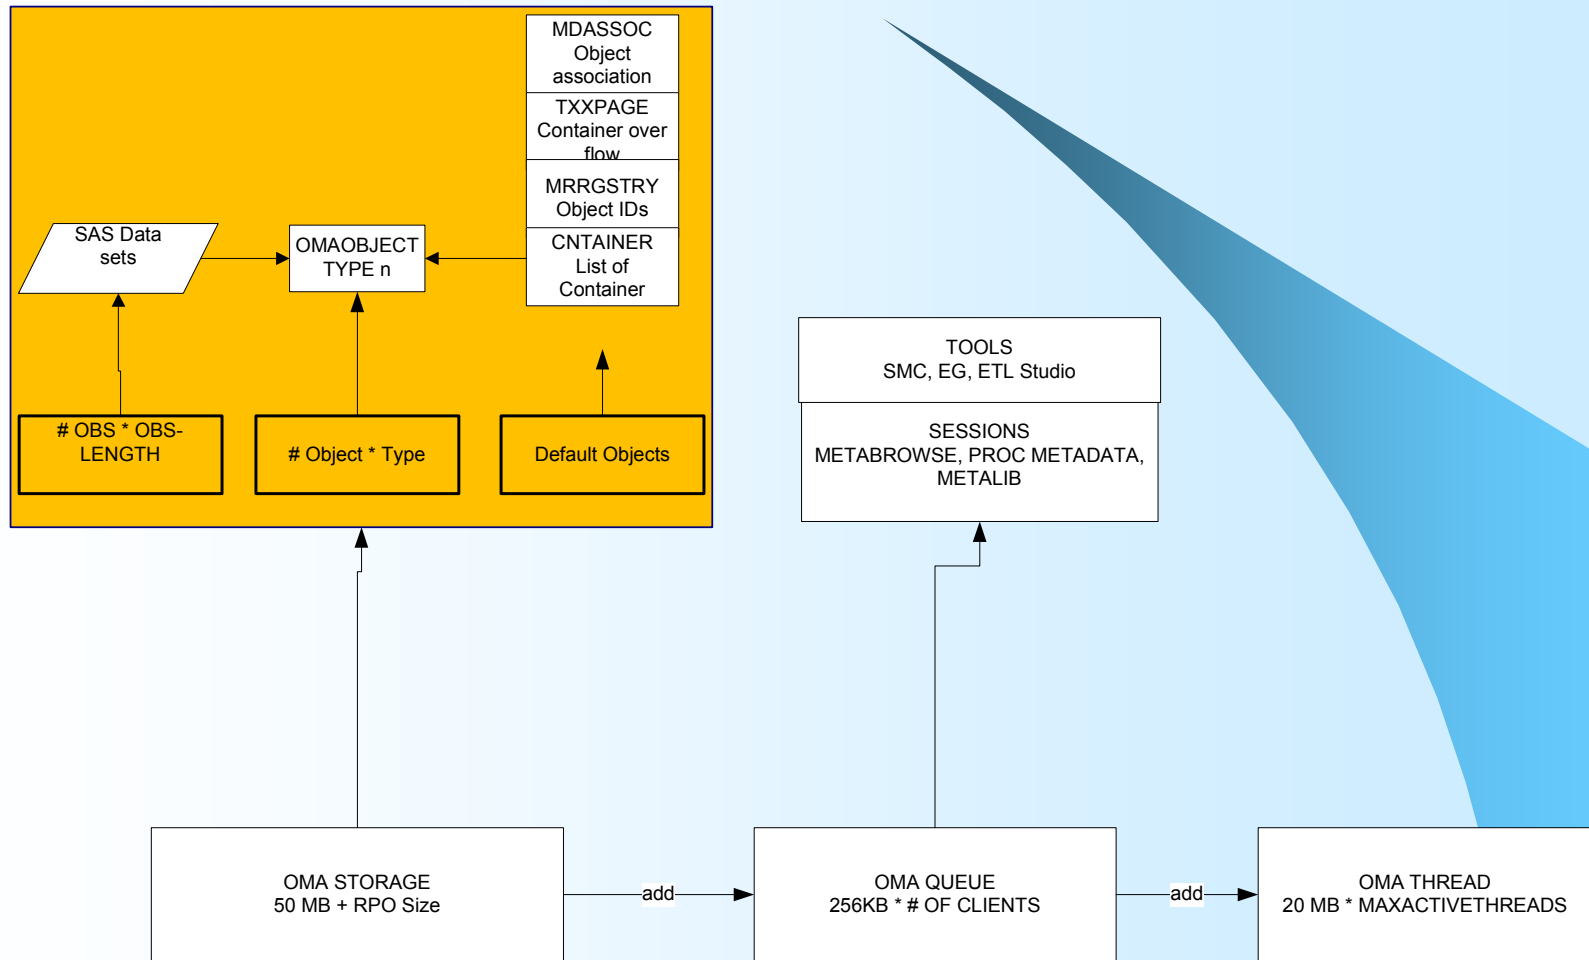 MDASSOC
Object
association
TXXPAGE
Container over
flow
MRRGSTRY
Object IDs
CNTAINER
List of
Container
SAS Data
sets
OMAOBJECT
TYPE n
# OBS * OBS-
LENGTH
# Object * Type
Default Objects
TOOLS
SMC, EG, ETL Studio
SESSIONS
METABROWSE, PROC METADATA,
METALIB
OMA STORAGE
50 MB + RPO Size
add
OMA QUEUE
256KB * # OF CLIENTS
add
OMA THREAD
20 MB * MAXACTIVETHREADS